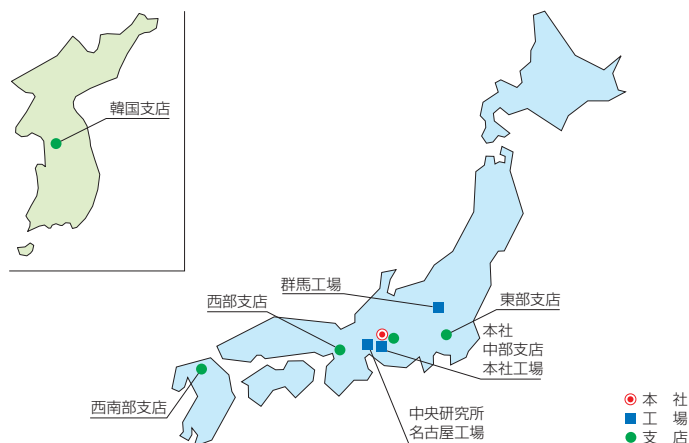 韓国支店
群馬工場
西部支店
東部支店
本社
中部支店
本社工場
西南部支店
中央研究所
名古屋工場
本　社
工　場
支　店